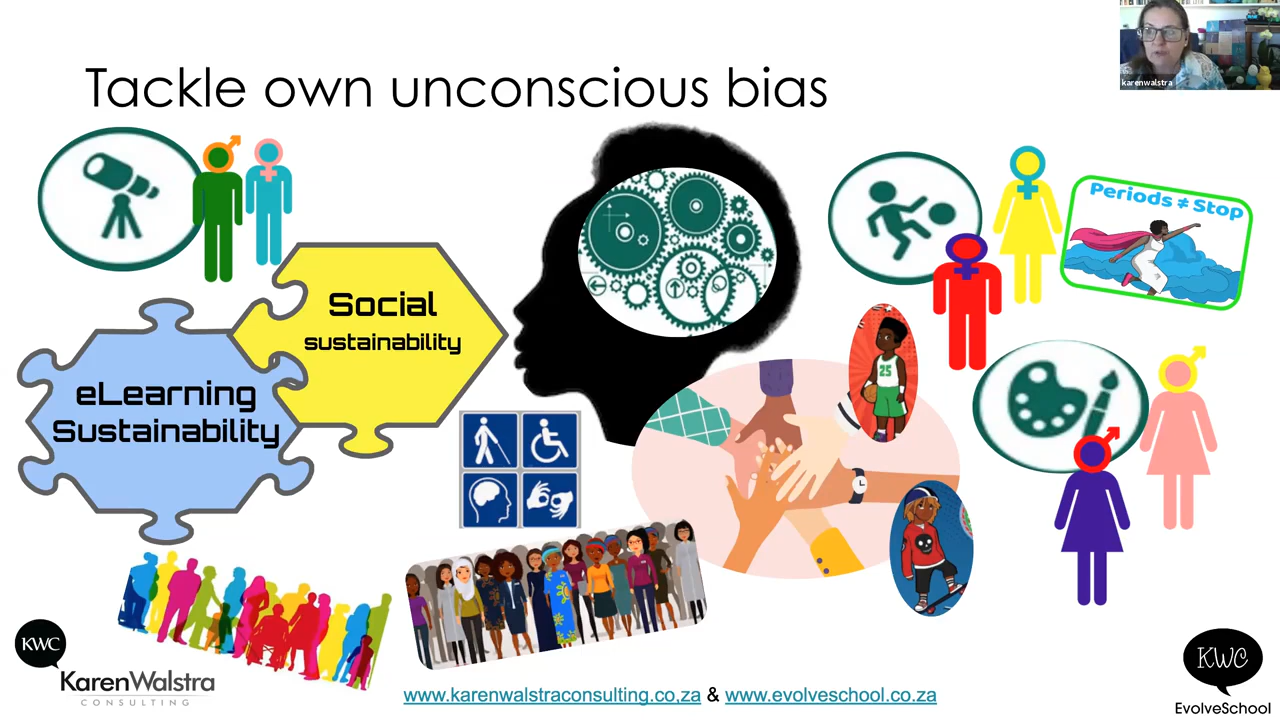 karenwalstra
Tackle own unconscious bias
Periods ≠ Stop
Social
sustainability
eLearning
Sustainability
25
KWC
KarenWalstra
CONSULTING
www.karenwalstraconsulting.co,za & www.evolveschool.co.za
KWC
EvolveSchool